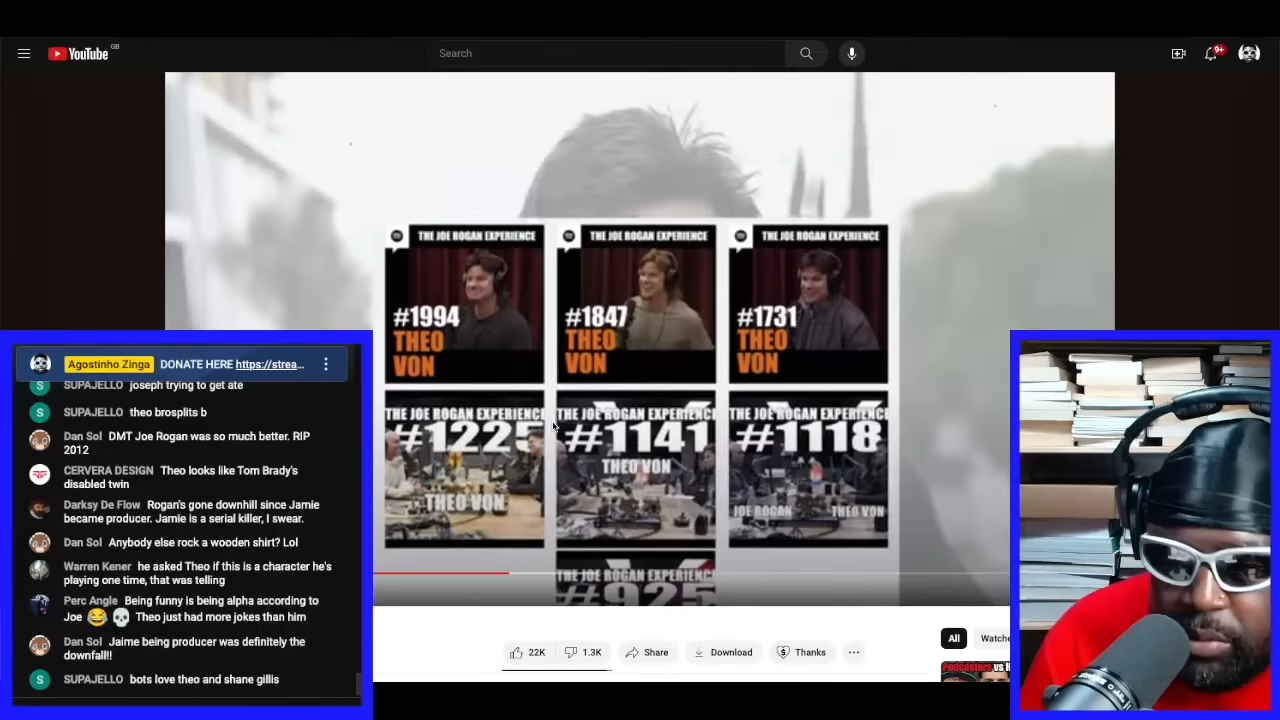 YouTube GB
Search
9+
THE JOE ROGAN EXPERIENCE
#1994
THEO
VON
THE JOE ROGAN EXPERIENCE
#1847
THEO
VON
THE JOE ROGAN EXPERIENCE
#1731
THEO
VON
THE JOE ROGAN EXPERIENCE
#1225
THEO VON
THE JOE ROGAN EXPERIENCE
#1141
THEO VON
THE JOE ROGAN EXPERIENCE
#1118
JOE ROGAN THEO VON
THE JOE ROGAN EXPERIENCE
#925
22K 1.3K Share Download Thanks
All Watche
Podcastors vs
Agostinho Zinga DONATE HERE https://strea...
S SUPAJELLO joseph trying to get ate
S SUPAJELLO theo brosplits b
Dan Sol DMT Joe Rogan was so much better. RIP
2012
CERVERA DESIGN Theo looks like Tom Brady's
disabled twin
Darksy De Flow Rogan's gone downhill since Jamie
became producer. Jamie is a serial killer, I swear.
Dan Sol Anybody else rock a wooden shirt? Lol
Warren Kener he asked Theo if this is a character he's
playing one time, that was telling
Perc Angle Being funny is being alpha according to
Joe 😂 💀 Theo just had more jokes than him
Dan Sol Jaime being producer was definitely the
downfall!!
S SUPAJELLO bots love theo and shane gillis